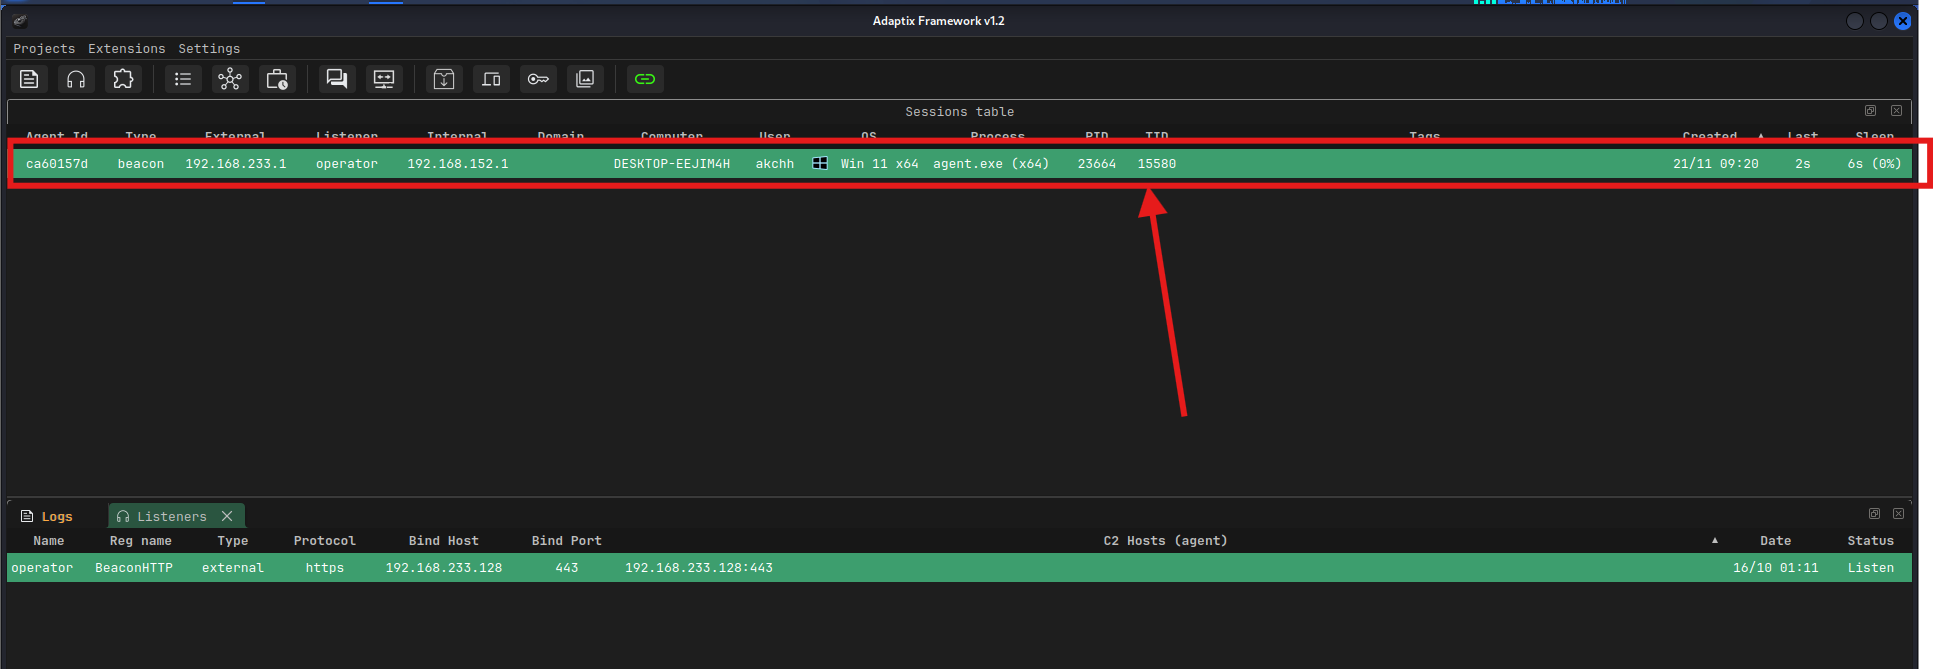 Adaptix Framework v1.2
Projects Extensions Settings
Sessions table
Agent Id Type External Listener Internal Domain Computer User OS Process PID TID Tags Created Last Sleep
ca60157d beacon 192.168.233.1 operator 192.168.152.1 DESKTOP-EEJIM4H akchh Win 11 x64 agent.exe (x64) 23664 15580 21/11 09:20 2s 6s (0%)
Logs Listeners
Name Reg name Type Protocol Bind Host Bind Port C2 Hosts (agent) Date Status
operator BeaconHTTP external https 192.168.233.128 443 192.168.233.128:443 16/10 01:11 Listen